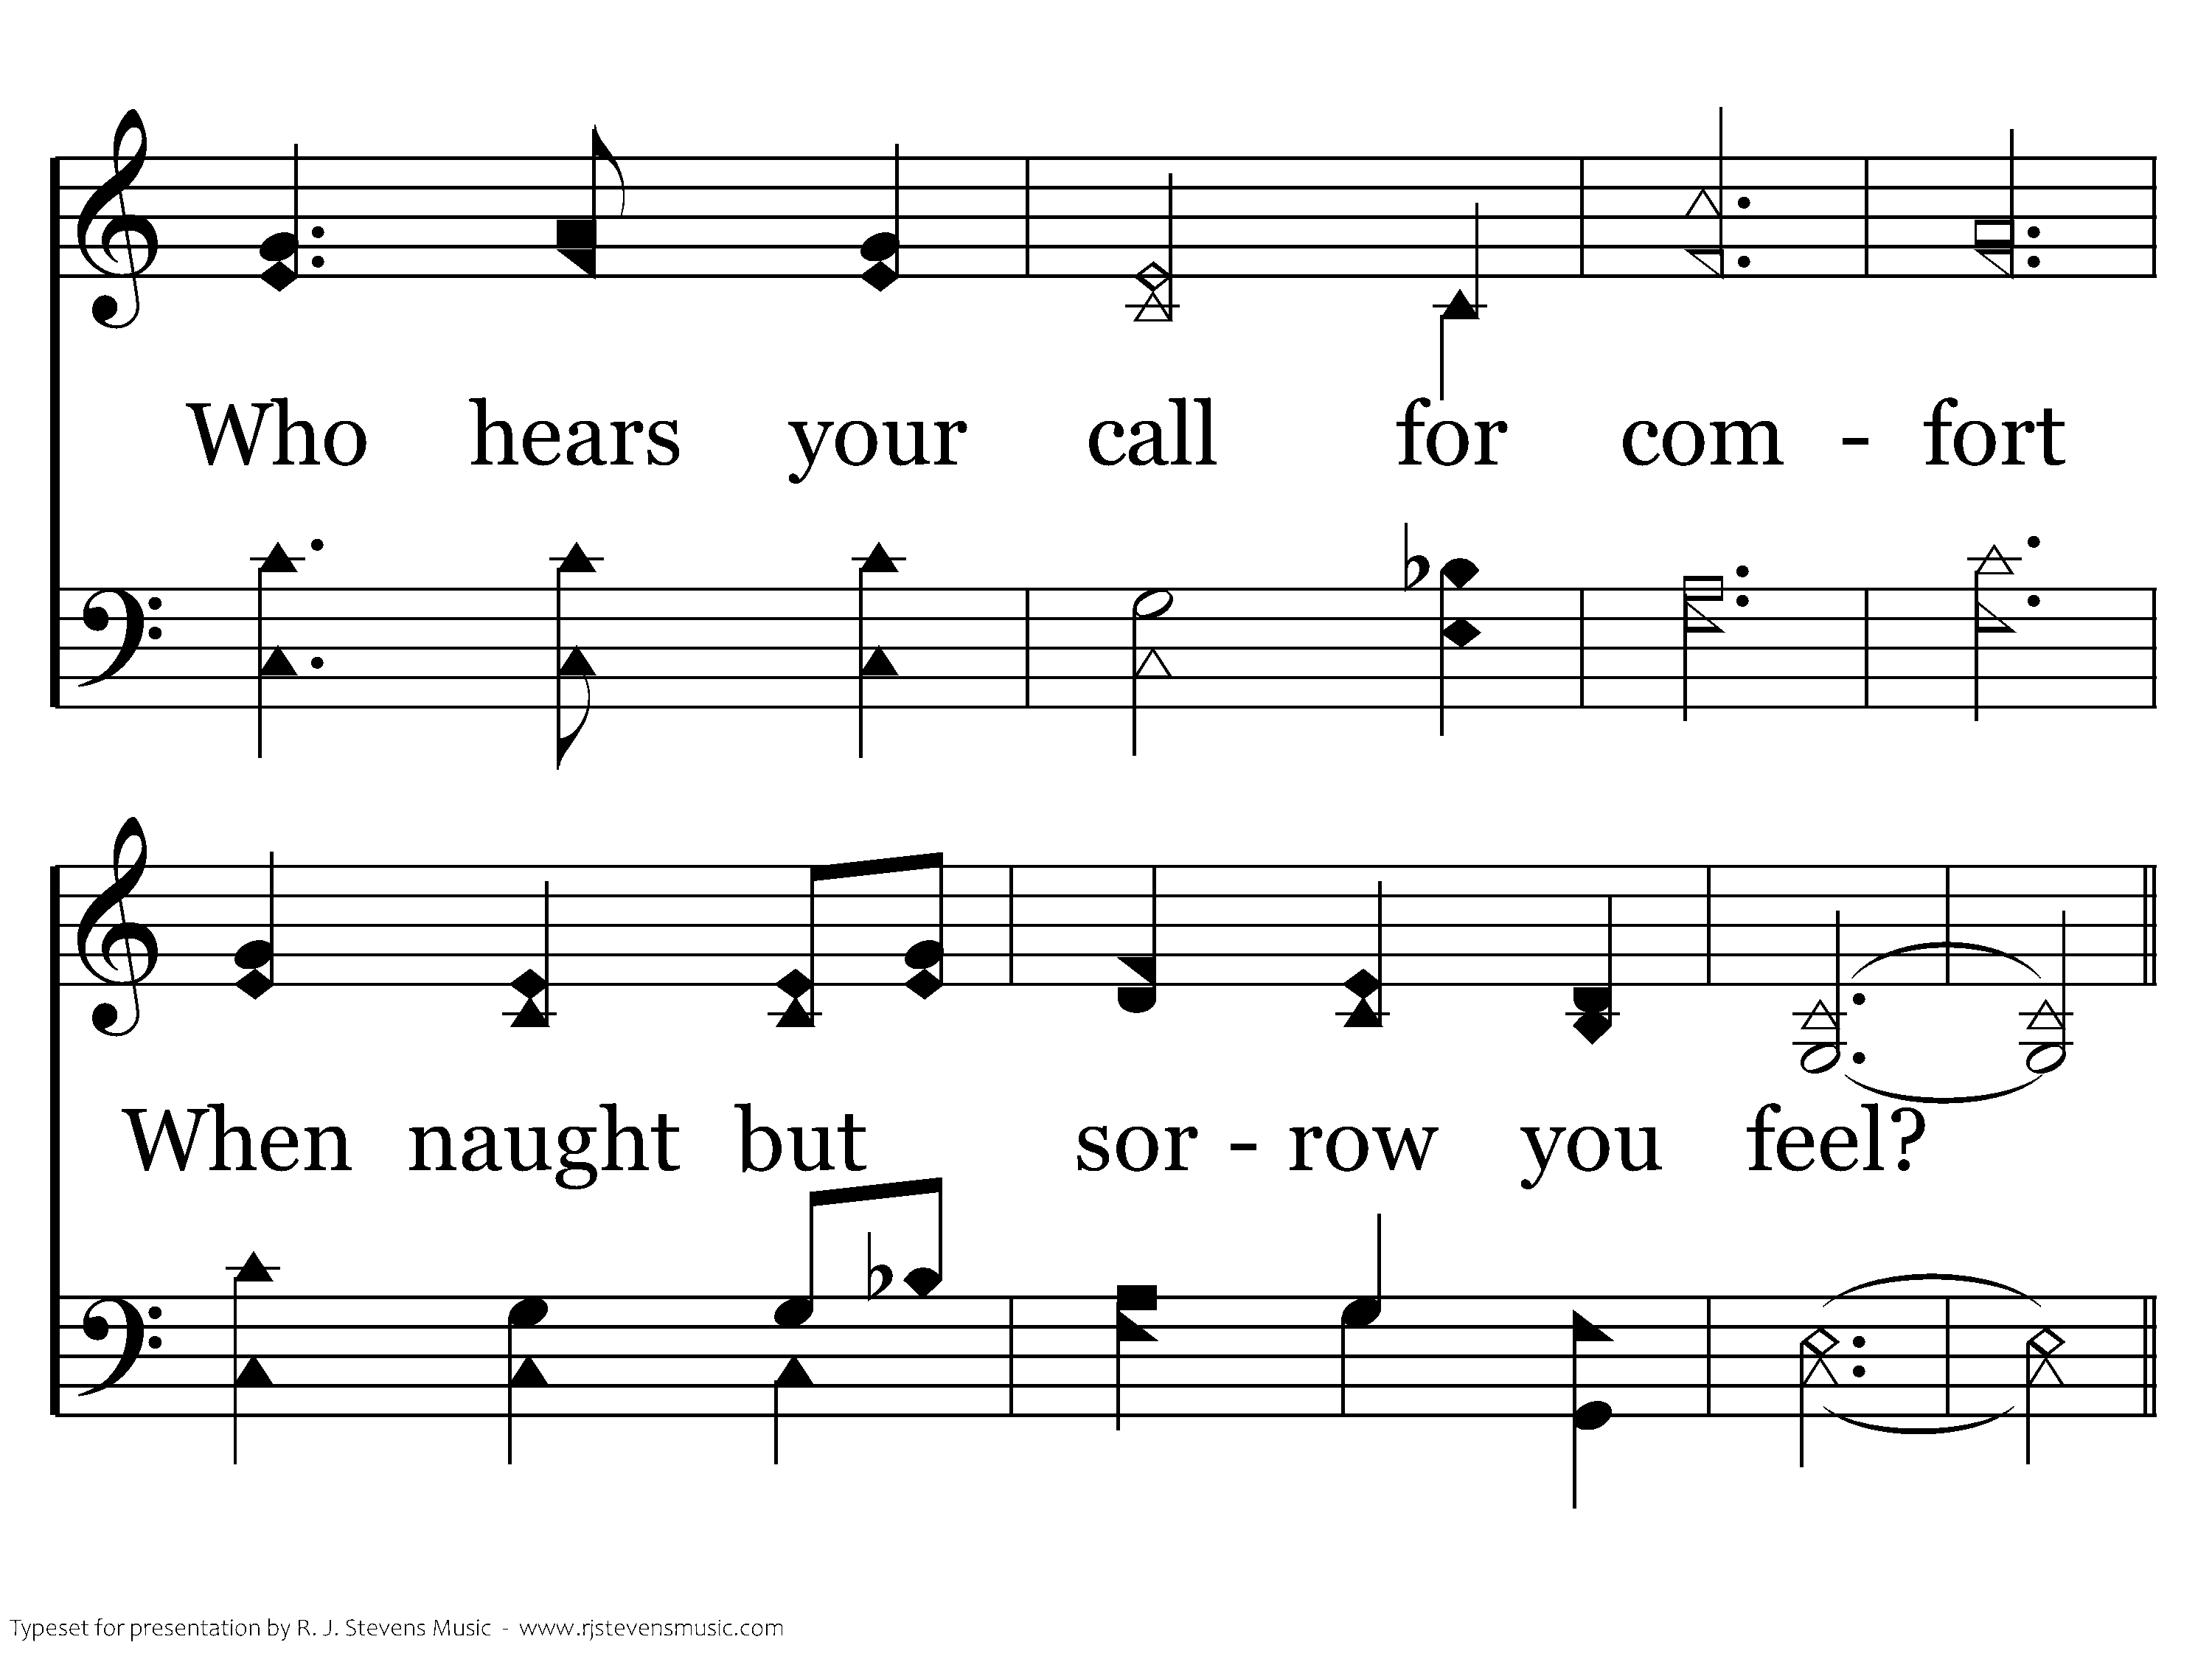 Who hears your call for com - fort
When naught but sor - row you feel?
Typeset for presentation by R. J. Stevens Music - www.rjstevensmusic.com